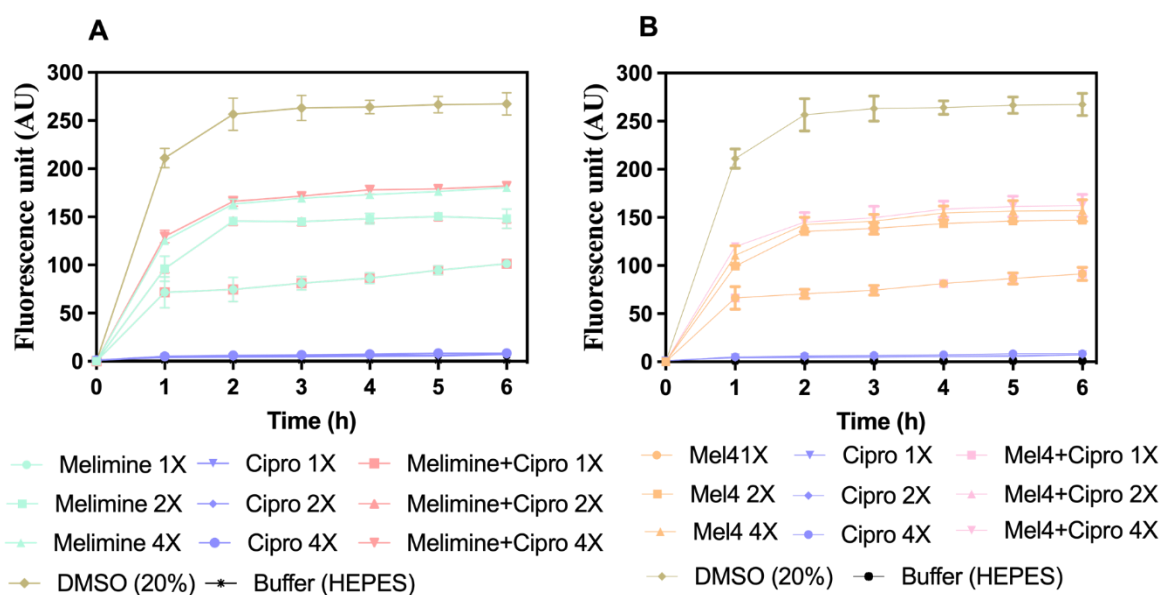 A
B
Fluorescence unit (AU)
300
250
200
150
100
50
0
0 1 2 3 4 5 6
Time (h)
Fluorescence unit (AU)
300
250
200
150
100
50
0
0 1 2 3 4 5 6
Time (h)
Melimine 1X Cipro 1X Melimine+Cipro 1X
Melimine 2X Cipro 2X Melimine+Cipro 2X
Melimine 4X Cipro 4X Melimine+Cipro 4X
DMSO (20%) Buffer (HEPES)
Mel41X Cipro 1X Mel4+Cipro 1X
Mel4 2X Cipro 2X Mel4+Cipro 2X
Mel4 4X Cipro 4X Mel4+Cipro 4X
DMSO (20%) Buffer (HEPES)